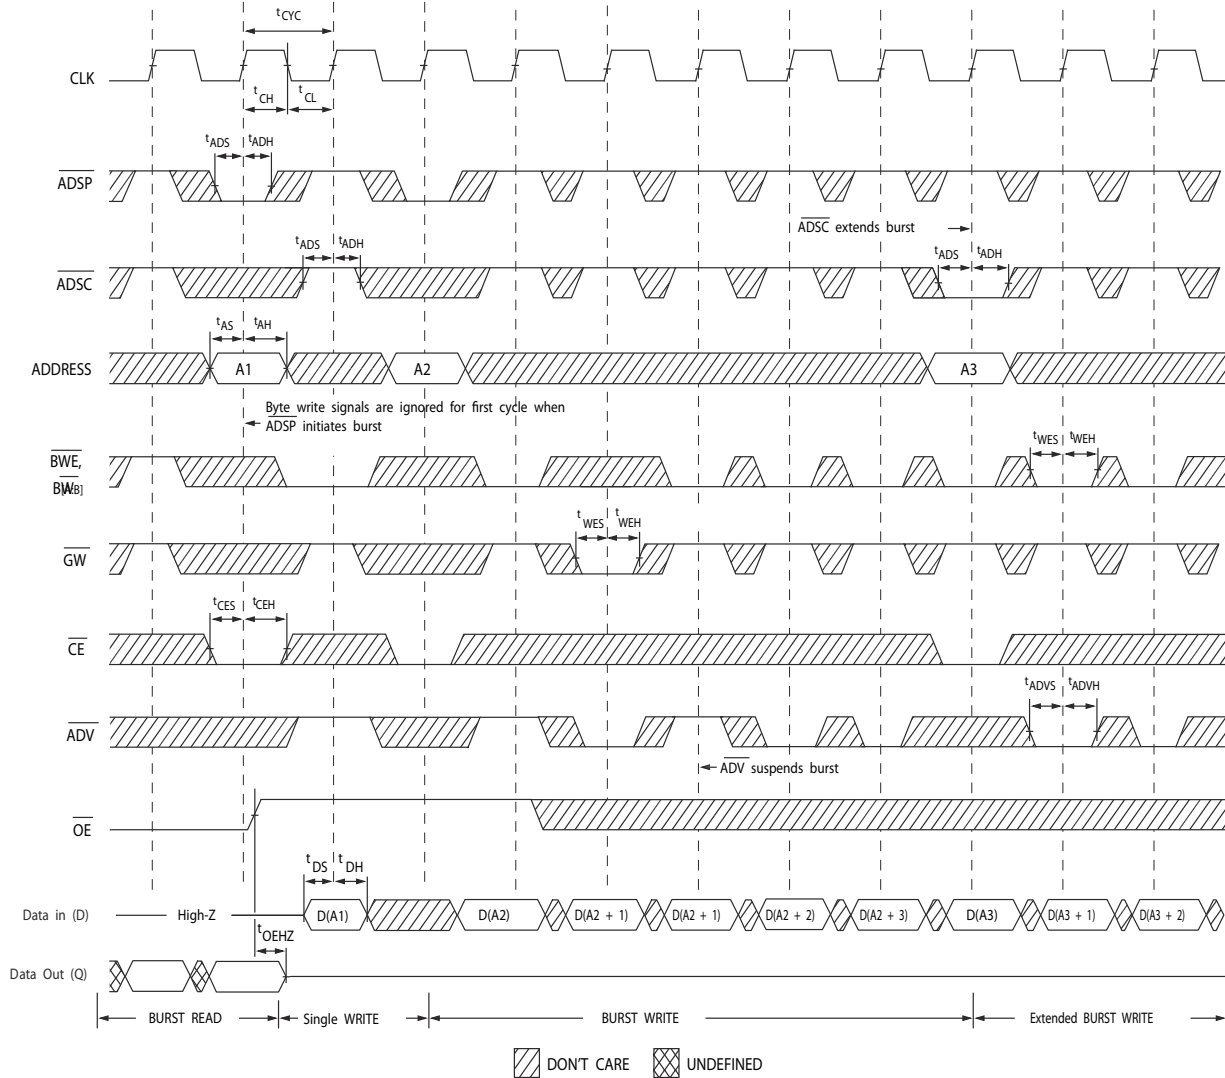 tCYC
CLK
tCH
tCL
tADS
tADH
ADSP
ADSC extends burst
tADS
tADH
tADS
tADH
ADSC
tAS
tAH
ADDRESS
A1
A2
A3
Byte write signals are ignored for first cycle when
ADSP initiates burst
BWE,
BW[A:B]
tWES
tWEH
tWES
tWEH
GW
tCES
tCEH
CE
tADVS
tADVH
ADV
ADV suspends burst
OE
tDS
tDH
Data in (D)
High-Z
D(A1)
D(A2)
D(A2 + 1)
D(A2 + 1)
D(A2 + 2)
D(A2 + 3)
D(A3)
D(A3 + 1)
D(A3 + 2)
tOEHZ
Data Out (Q)
BURST READ
Single WRITE
BURST WRITE
Extended BURST WRITE
DON'T CARE
UNDEFINED